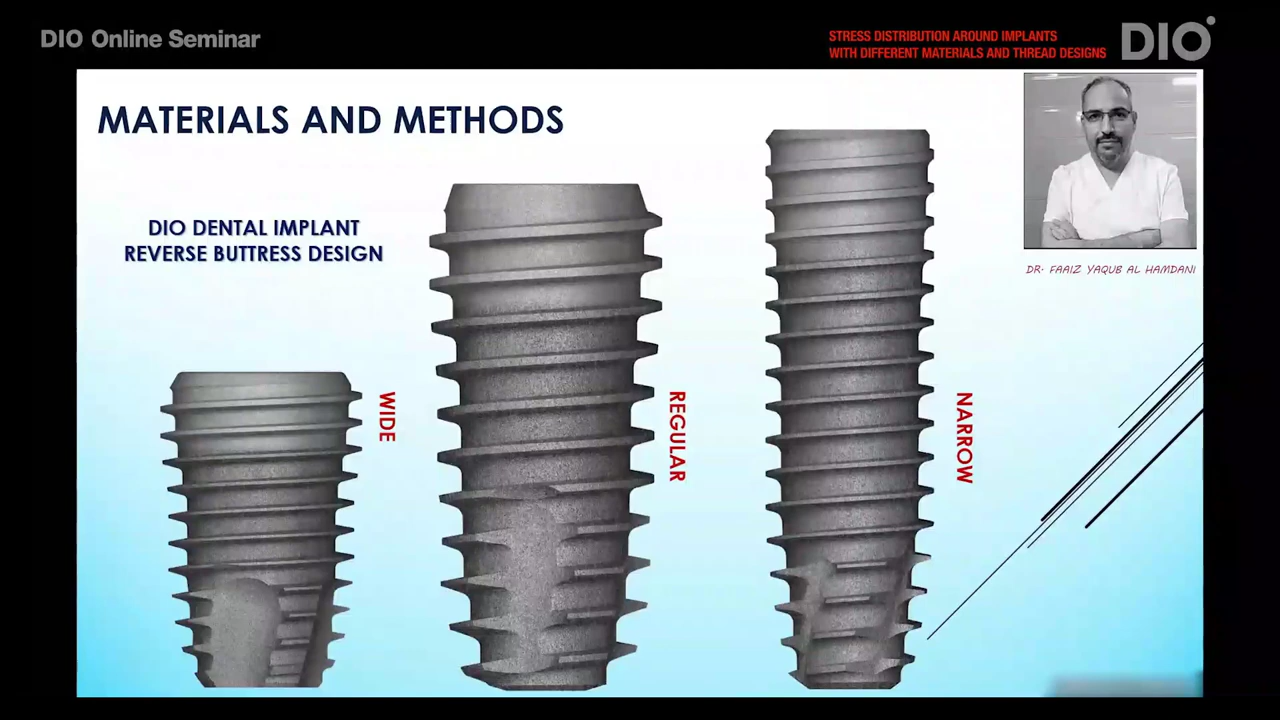 DIO Online Seminar
STRESS DISTRIBUTION AROUND IMPLANTS
WITH DIFFERENT MATERIALS AND THREAD DESIGNS
DIO
MATERIALS AND METHODS
DIO DENTAL IMPLANT
REVERSE BUTTRESS DESIGN
WIDE
REGULAR
NARROW
DR. FAAIZ YAQUB AL HAMDANI